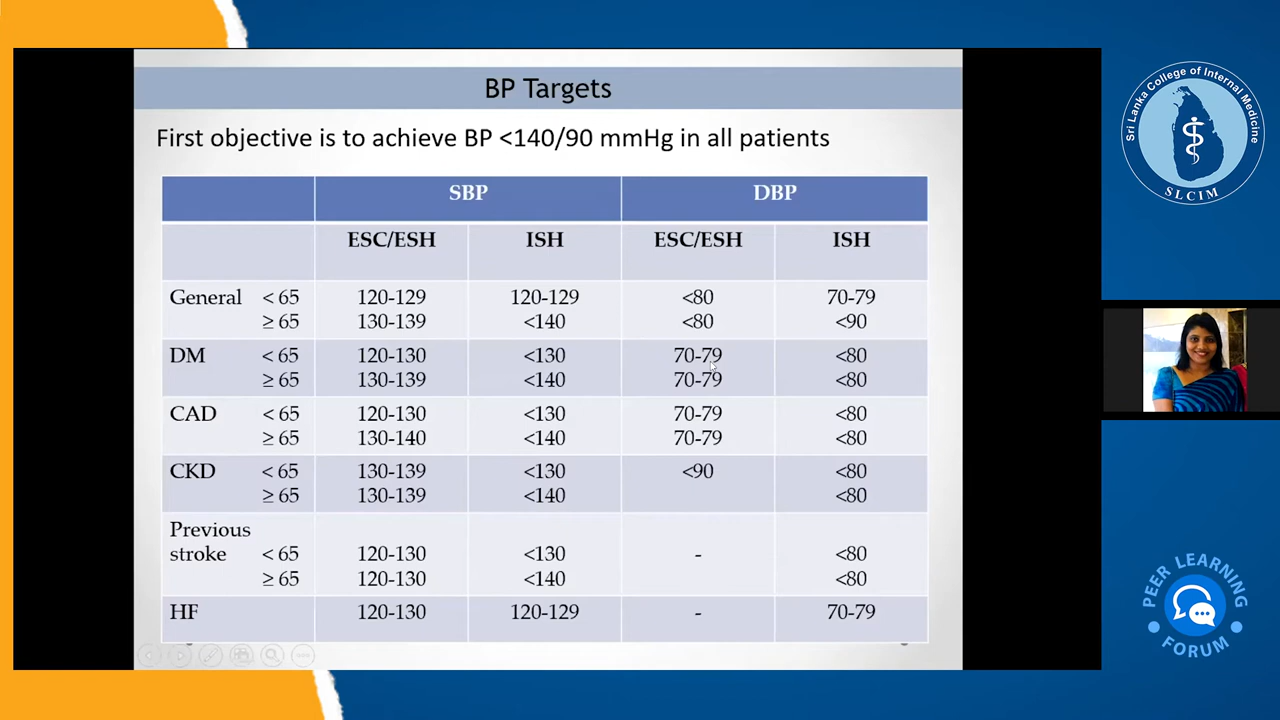 BP Targets
First objective is to achieve BP <140/90 mmHg in all patients
SBP DBP
ESC/ESH ISH ESC/ESH ISH
General < 65 120-129 120-129 <80 70-79
≥ 65 130-139 <140 <80 <90
DM < 65 120-130 <130 70-79 <80
≥ 65 130-139 <140 70-79 <80
CAD < 65 120-130 <130 70-79 <80
≥ 65 130-140 <140 70-79 <80
CKD < 65 130-139 <130 <90 <80
≥ 65 130-139 <140 <80
Previous
stroke < 65 120-130 <130 - <80
≥ 65 120-130 <140 <80
HF 120-130 120-129 - 70-79
Sri Lanka College of Internal Medicine
SLCIM
PEER LEARNING
FORUM